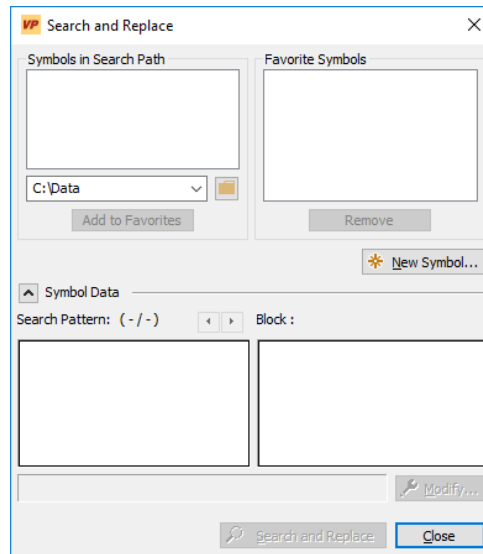 VP Search and Replace
Symbols in Search Path
Favorite Symbols
C:\Data
Add to Favorites
Remove
New Symbol...
Symbol Data
Search Pattern: (-/-)
Block :
Modify...
Search and Replace
Close